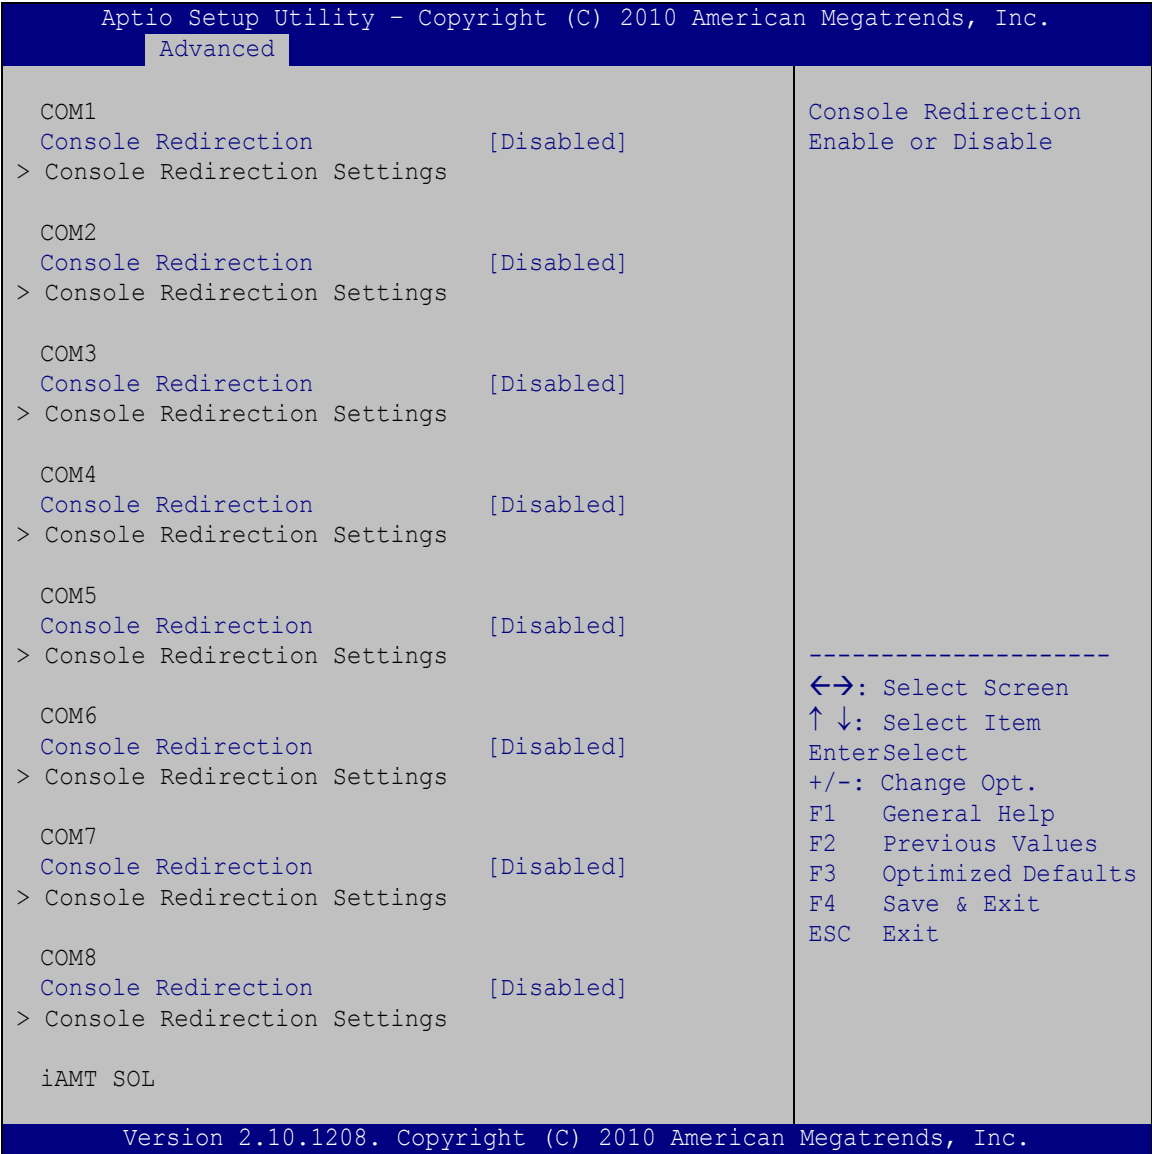 Aptio Setup Utility – Copyright (C) 2010 American Megatrends, Inc.
Advanced
COM1
Console Redirection [Disabled]
> Console Redirection Settings
COM2
Console Redirection [Disabled]
> Console Redirection Settings
COM3
Console Redirection [Disabled]
> Console Redirection Settings
COM4
Console Redirection [Disabled]
> Console Redirection Settings
COM5
Console Redirection [Disabled]
> Console Redirection Settings
COM6
Console Redirection [Disabled]
> Console Redirection Settings
COM7
Console Redirection [Disabled]
> Console Redirection Settings
COM8
Console Redirection [Disabled]
> Console Redirection Settings
iAMT SOL
Console Redirection
Enable or Disable
---------------------
←→: Select Screen
↑ ↓: Select Item
EnterSelect
+/-: Change Opt.
F1 General Help
F2 Previous Values
F3 Optimized Defaults
F4 Save & Exit
ESC Exit
Version 2.10.1208. Copyright (C) 2010 American Megatrends, Inc.